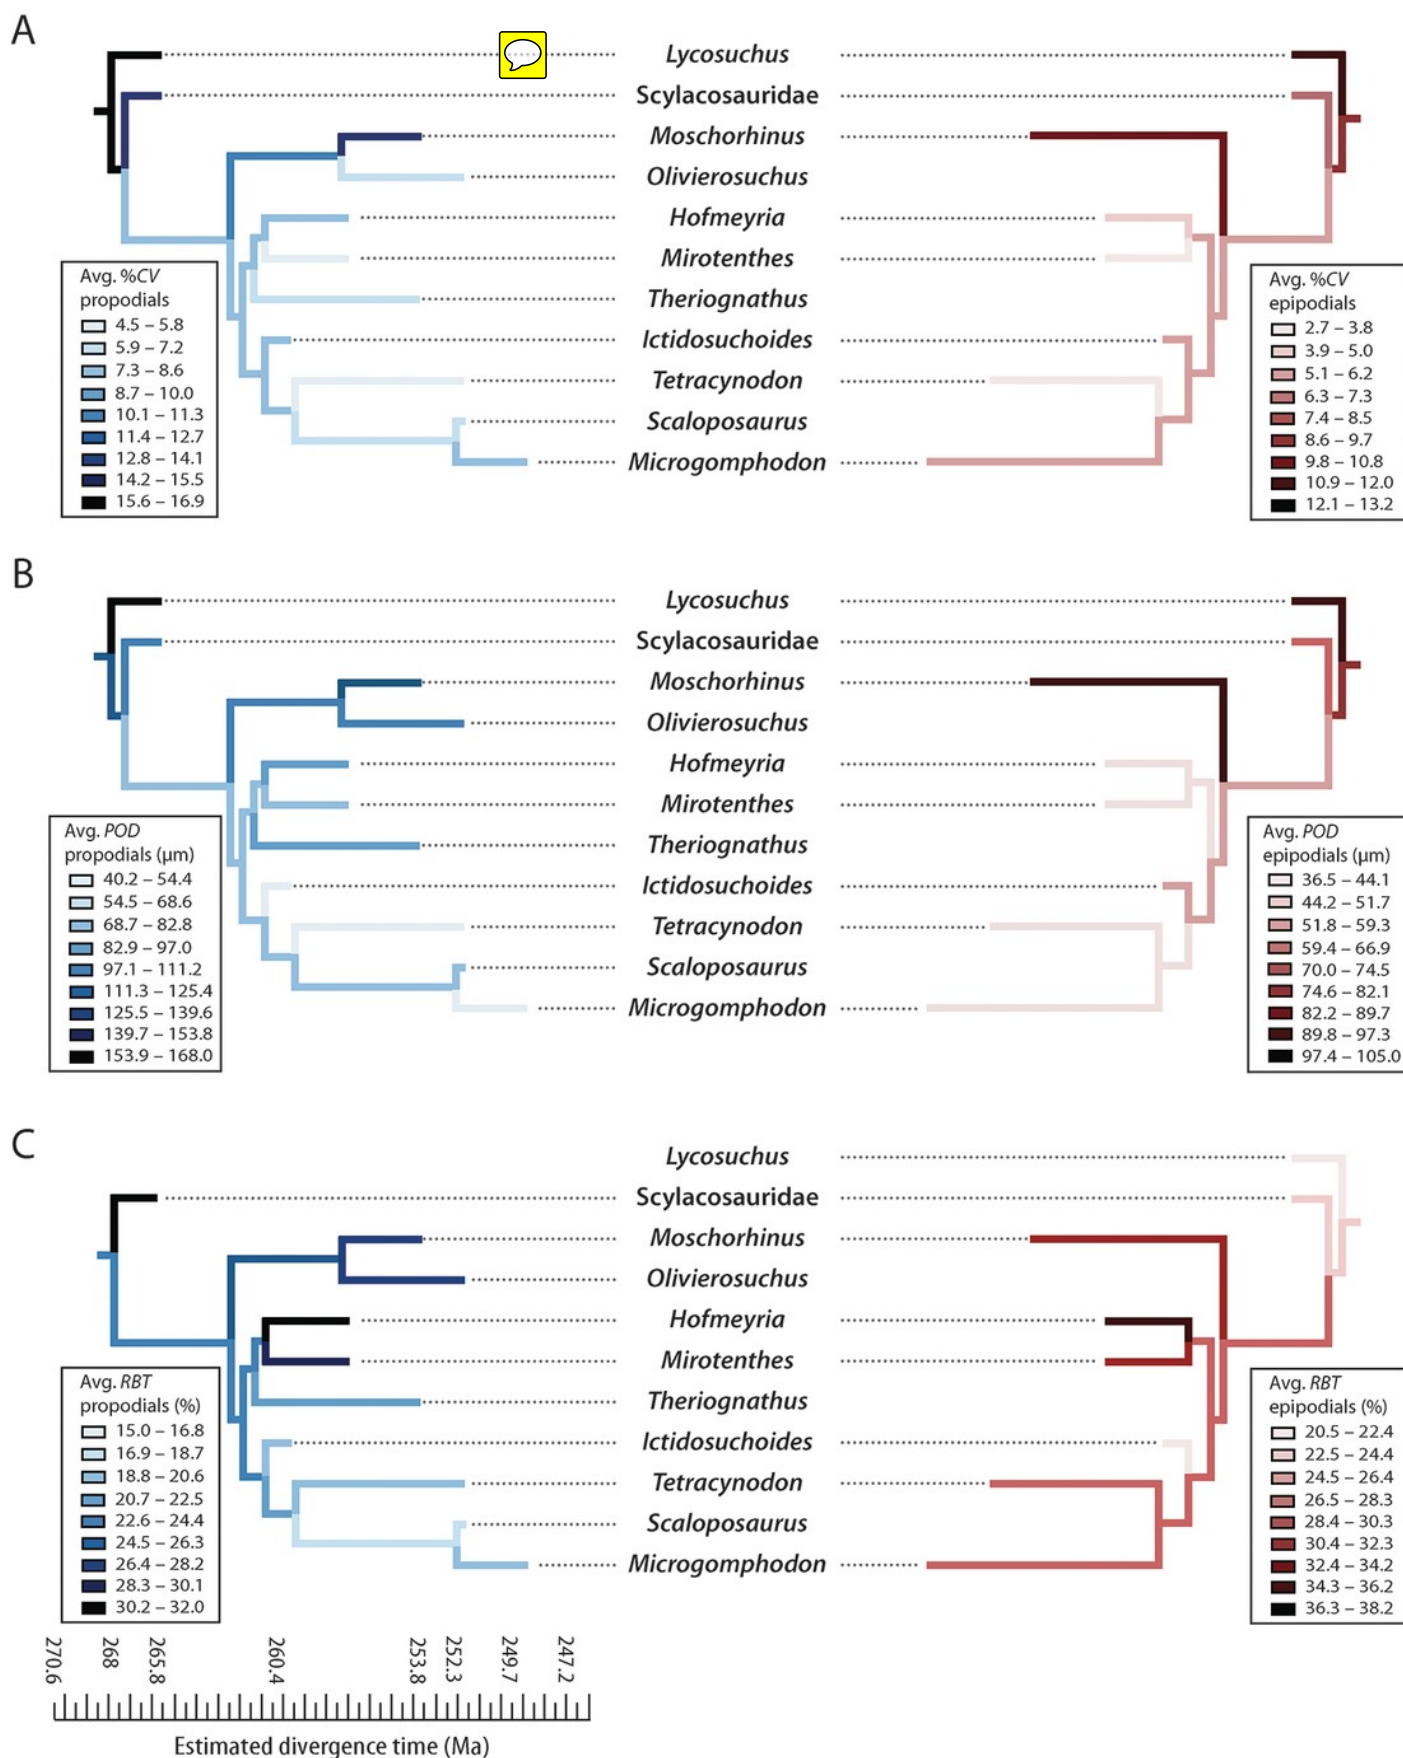 A
Lycosuchus
Scylacosauridae
Moschorhinus
Olivierosuchus
Hofmeyria
Mirotenthes
Theriognathus
Ictidosuchoides
Tetracynodon
Scaloposaurus
Microgomphodon
Avg. %CV
propodials
4.5 – 5.8
5.9 – 7.2
7.3 – 8.6
8.7 – 10.0
10.1 – 11.3
11.4 – 12.7
12.8 – 14.1
14.2 – 15.5
15.6 – 16.9
Avg. %CV
epipodials
2.7 – 3.8
3.9 – 5.0
5.1 – 6.2
6.3 – 7.3
7.4 – 8.5
8.6 – 9.7
9.8 – 10.8
10.9 – 12.0
12.1 – 13.2
B
Lycosuchus
Scylacosauridae
Moschorhinus
Olivierosuchus
Hofmeyria
Mirotenthes
Theriognathus
Ictidosuchoides
Tetracynodon
Scaloposaurus
Microgomphodon
Avg. POD
propodials (µm)
40.2 – 54.4
54.5 – 68.6
68.7 – 82.8
82.9 – 97.0
97.1 – 111.2
111.3 – 125.4
125.5 – 139.6
139.7 – 153.8
153.9 – 168.0
Avg. POD
epipodials (µm)
36.5 – 44.1
44.2 – 51.7
51.8 – 59.3
59.4 – 66.9
70.0 – 74.5
74.6 – 82.1
82.2 – 89.7
89.8 – 97.3
97.4 – 105.0
C
Lycosuchus
Scylacosauridae
Moschorhinus
Olivierosuchus
Hofmeyria
Mirotenthes
Theriognathus
Ictidosuchoides
Tetracynodon
Scaloposaurus
Microgomphodon
Avg. RBT
propodials (%)
15.0 – 16.8
16.9 – 18.7
18.8 – 20.6
20.7 – 22.5
22.6 – 24.4
24.5 – 26.3
26.4 – 28.2
28.3 – 30.1
30.2 – 32.0
Avg. RBT
epipodials (%)
20.5 – 22.4
22.5 – 24.4
24.5 – 26.4
26.5 – 28.3
28.4 – 30.3
30.4 – 32.3
32.4 – 34.2
34.3 – 36.2
36.3 – 38.2
270.6 268 265.8 260.4 253.8 252.3 249.7 247.2
Estimated divergence time (Ma)